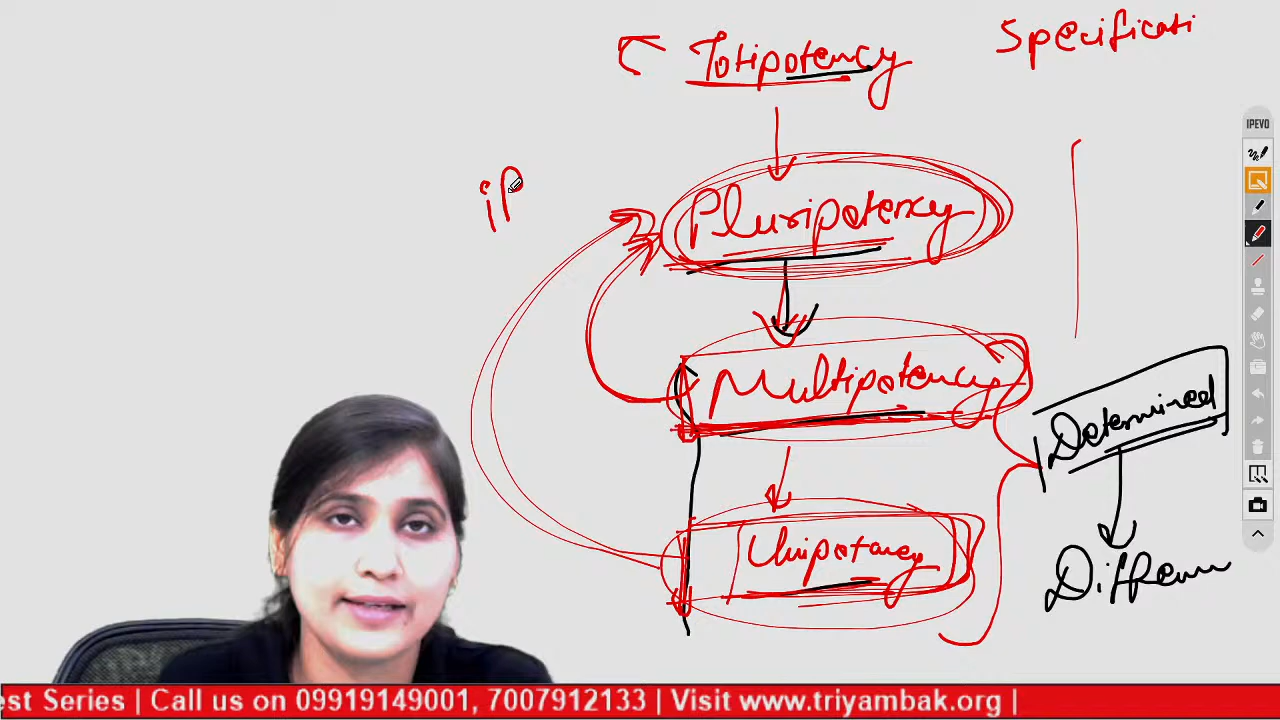 Totipotency
Specificati
iP
Pluripotency
Multipotency
Determined
Unipotency
Differen
est Series | Call us on 09919149001, 7007912133 | Visit www.triyambak.org |
IPEVO